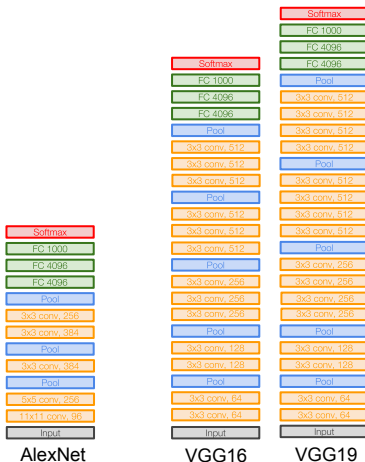 Softmax
FC 1000
FC 4096
FC 4096
Pool
3x3 conv, 256
3x3 conv, 384
Pool
3x3 conv, 384
Pool
5x5 conv, 256
11x11 conv, 96
Input
AlexNet
Softmax
FC 1000
FC 4096
FC 4096
Pool
3x3 conv, 512
3x3 conv, 512
3x3 conv, 512
Pool
3x3 conv, 512
3x3 conv, 512
3x3 conv, 512
Pool
3x3 conv, 256
3x3 conv, 256
3x3 conv, 256
Pool
3x3 conv, 128
3x3 conv, 128
Pool
3x3 conv, 64
3x3 conv, 64
Input
VGG16
Softmax
FC 1000
FC 4096
FC 4096
Pool
3x3 conv, 512
3x3 conv, 512
3x3 conv, 512
3x3 conv, 512
Pool
3x3 conv, 512
3x3 conv, 512
3x3 conv, 512
3x3 conv, 512
Pool
3x3 conv, 256
3x3 conv, 256
3x3 conv, 256
3x3 conv, 256
Pool
3x3 conv, 128
3x3 conv, 128
Pool
3x3 conv, 64
3x3 conv, 64
Input
VGG19